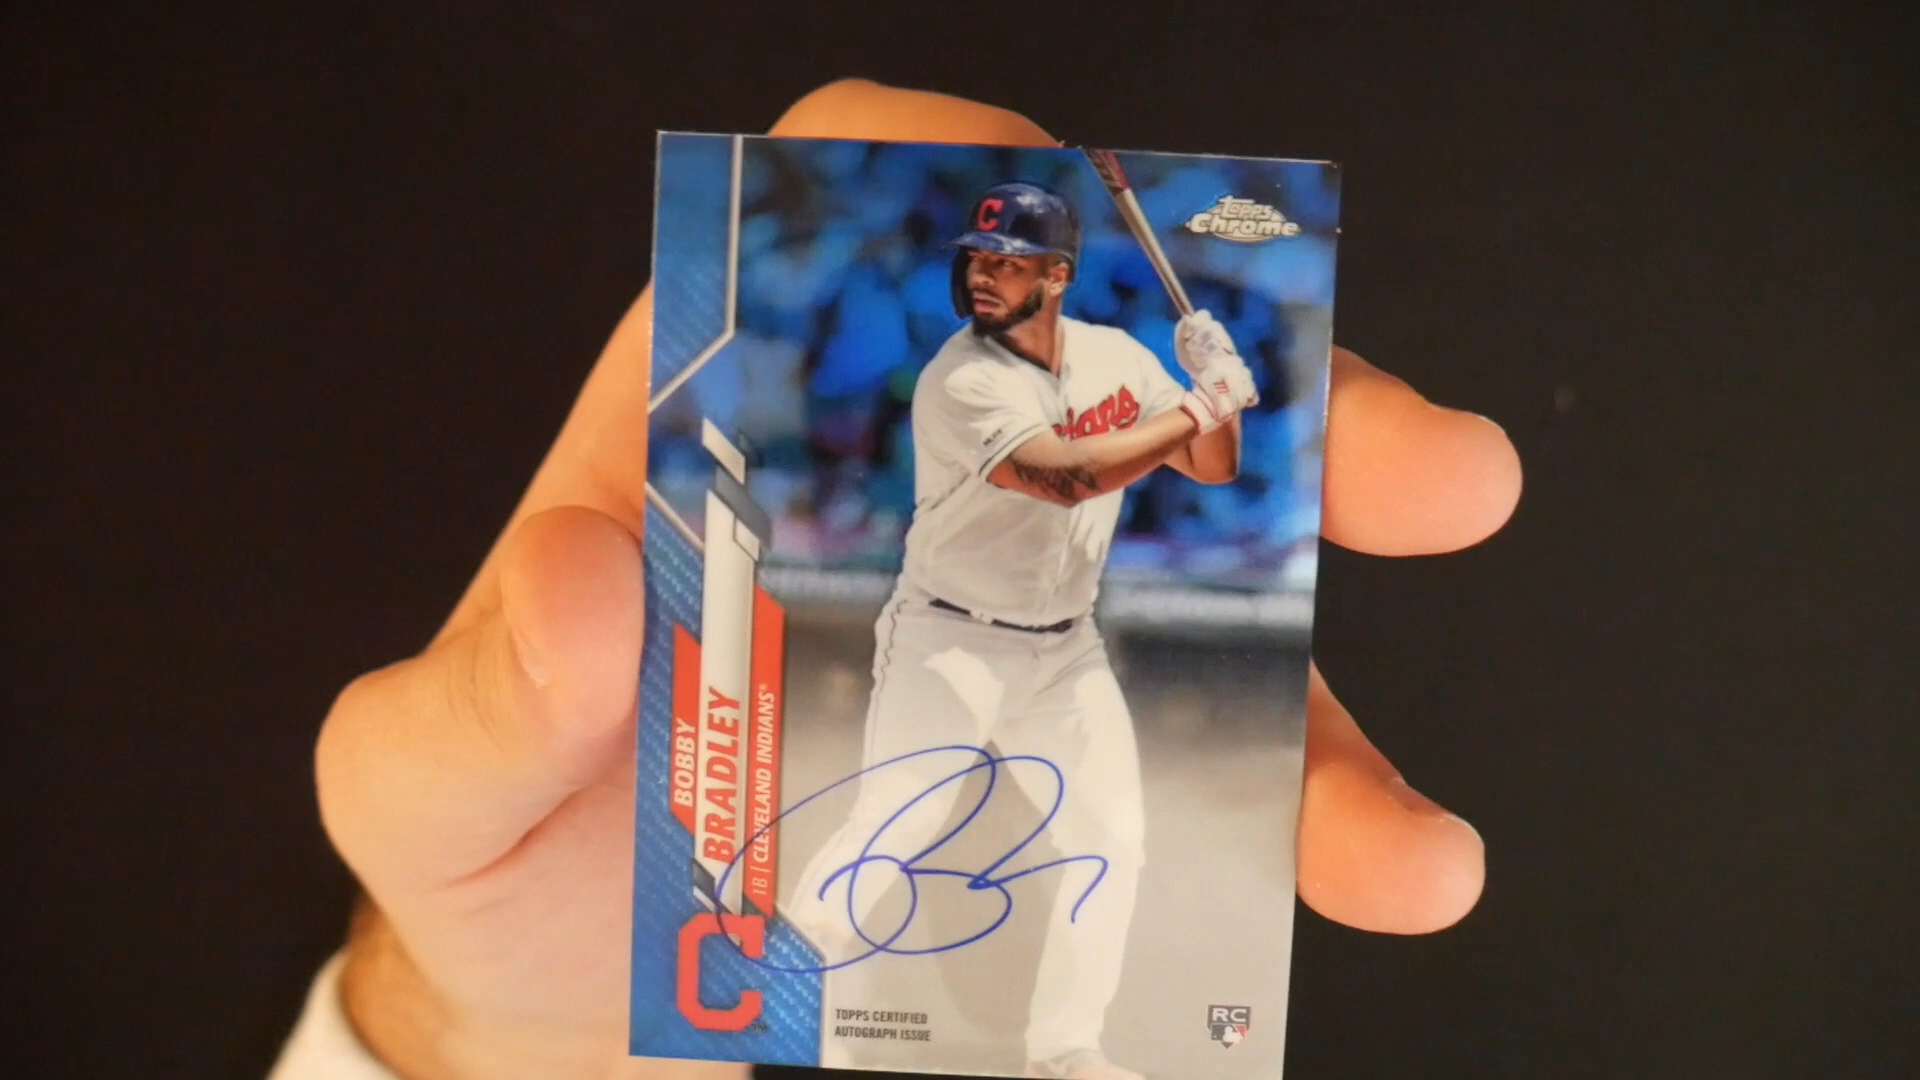 C
Topps
Chrome
BOBBY
BRADLEY
1B | CLEVELAND INDIANS®
C
TOPPS CERTIFIED
AUTOGRAPH ISSUE
RC